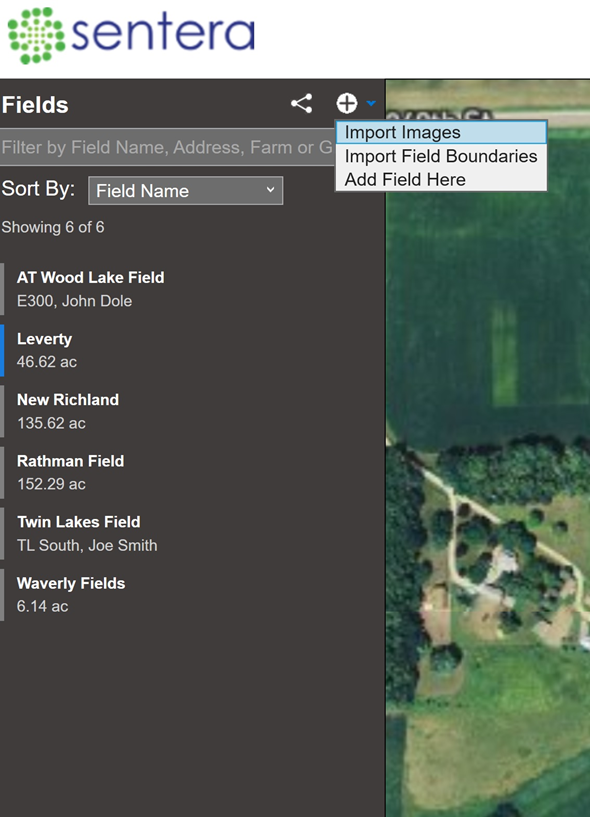 sentera
Fields
Import Images
Filter by Field Name, Address, Farm or G
Import Field Boundaries
Add Field Here
Sort By: Field Name
Showing 6 of 6
AT Wood Lake Field
E300, John Dole
Leverty
46.62 ac
New Richland
135.62 ac
Rathman Field
152.29 ac
Twin Lakes Field
TL South, Joe Smith
Waverly Fields
6.14 ac